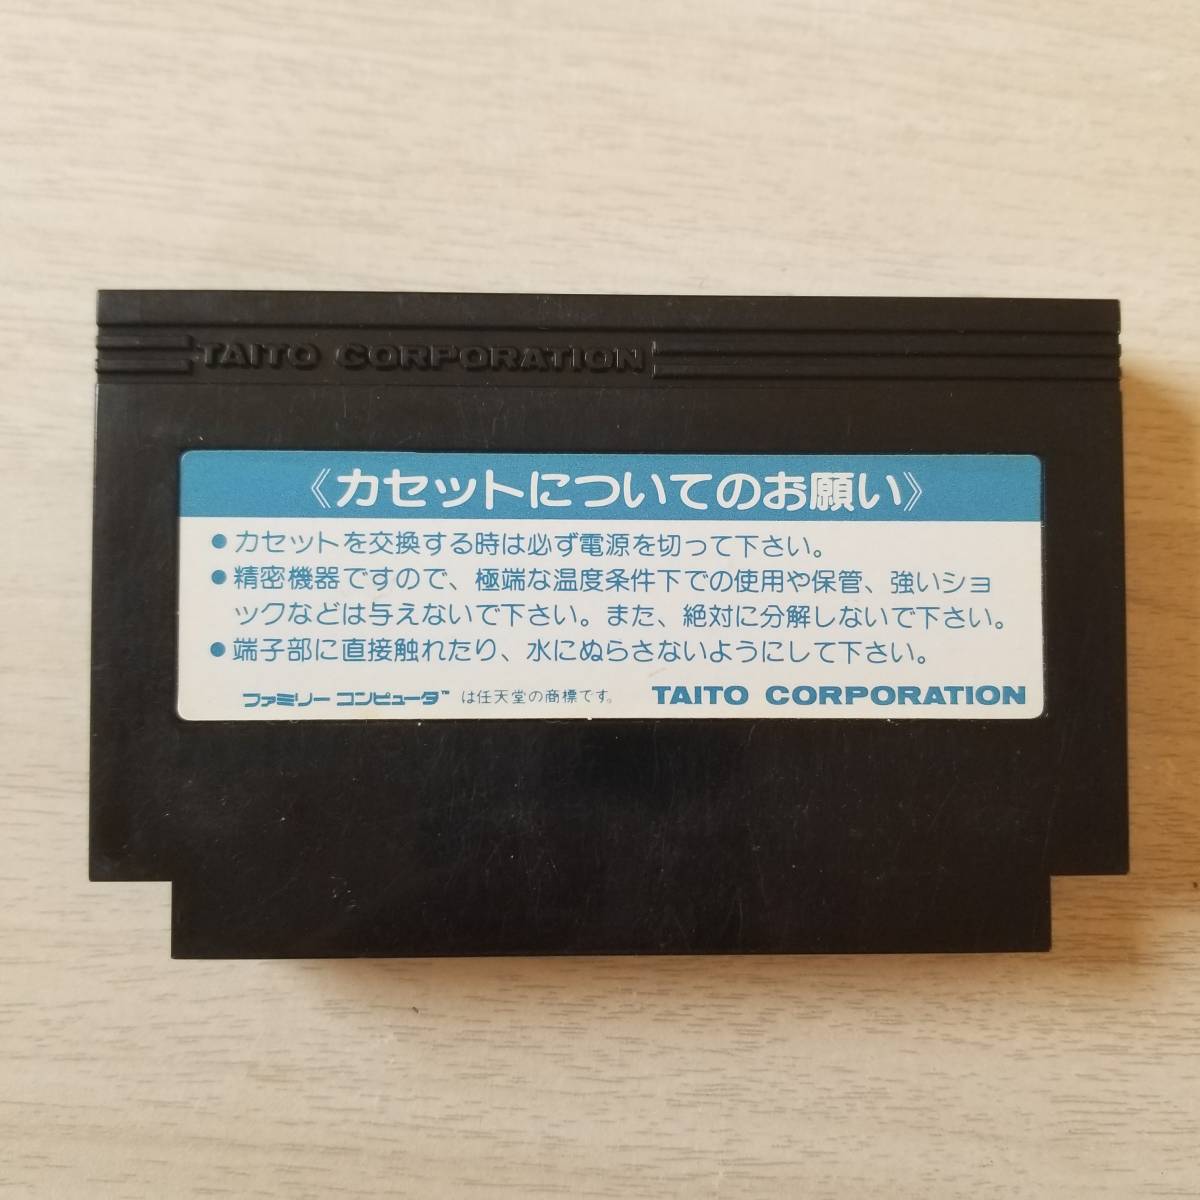 TAITO CORPORATION
《カセットについてのお願い》
●カセットを交換する時は必ず電源を切って下さい。
●精密機器ですので、極端な温度条件下での使用や保管、強いショ
ックなどは与えないで下さい。また、絶対に分解しないで下さい。
●端子部に直接触れたり、水にぬらさないようにして下さい。
ファミリーコンピュータ™ は任天堂の商標です。 TAITO CORPORATION